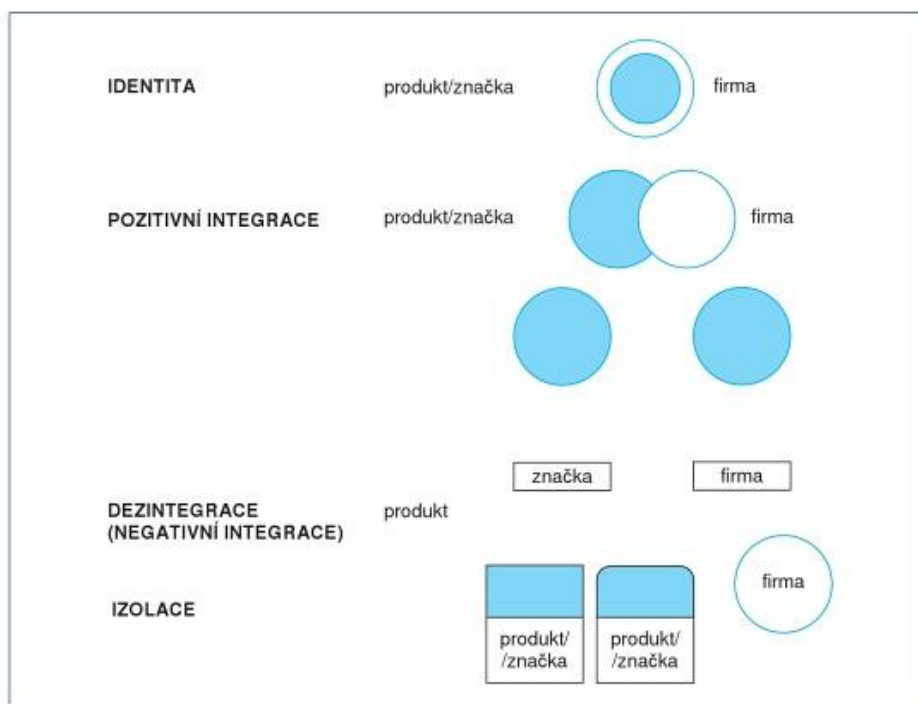 IDENTITA
produkt/značka
firma
POZITIVNÍ INTEGRACE
produkt/značka
firma
značka
firma
DEZINTEGRACE
(NEGATIVNÍ INTEGRACE)
produkt
firma
IZOLACE
produkt/
/značka
produkt/
/značka